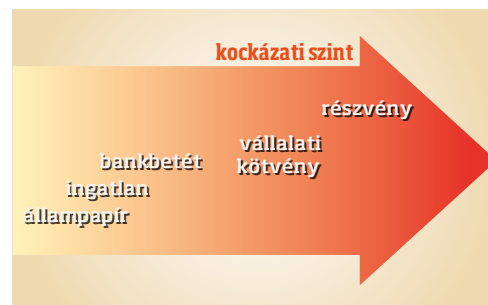 kockázati szint
részvény
vállalati
kötvény
bankbetét
ingatlan
állampapír